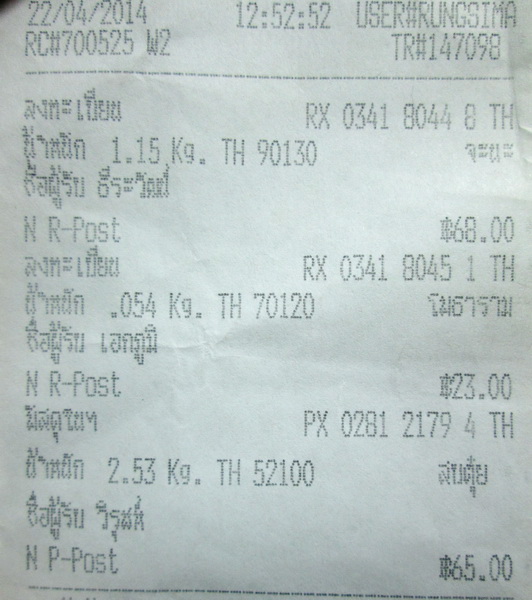 22/04/2014 12:52:52 USER#RUNGSIMA
RC#700525 W2 TR#147098
ลงทะเบียน RX 0341 8044 8 TH
น้ำหนัก 1.15 Kg. TH 90130 จะนะ
ชื่อผู้รับ ธีระวัฒน์
N R-Post ฿68.00
ลงทะเบียน RX 0341 8045 1 TH
น้ำหนัก .054 Kg. TH 70120 โพธาราม
ชื่อผู้รับ เอกภูมิ
N R-Post ฿23.00
พัสดุในฯ PX 0281 2179 4 TH
น้ำหนัก 2.53 Kg. TH 52100 สบตุ๋ย
ชื่อผู้รับ วิรุฬห์
N P-Post ฿65.00